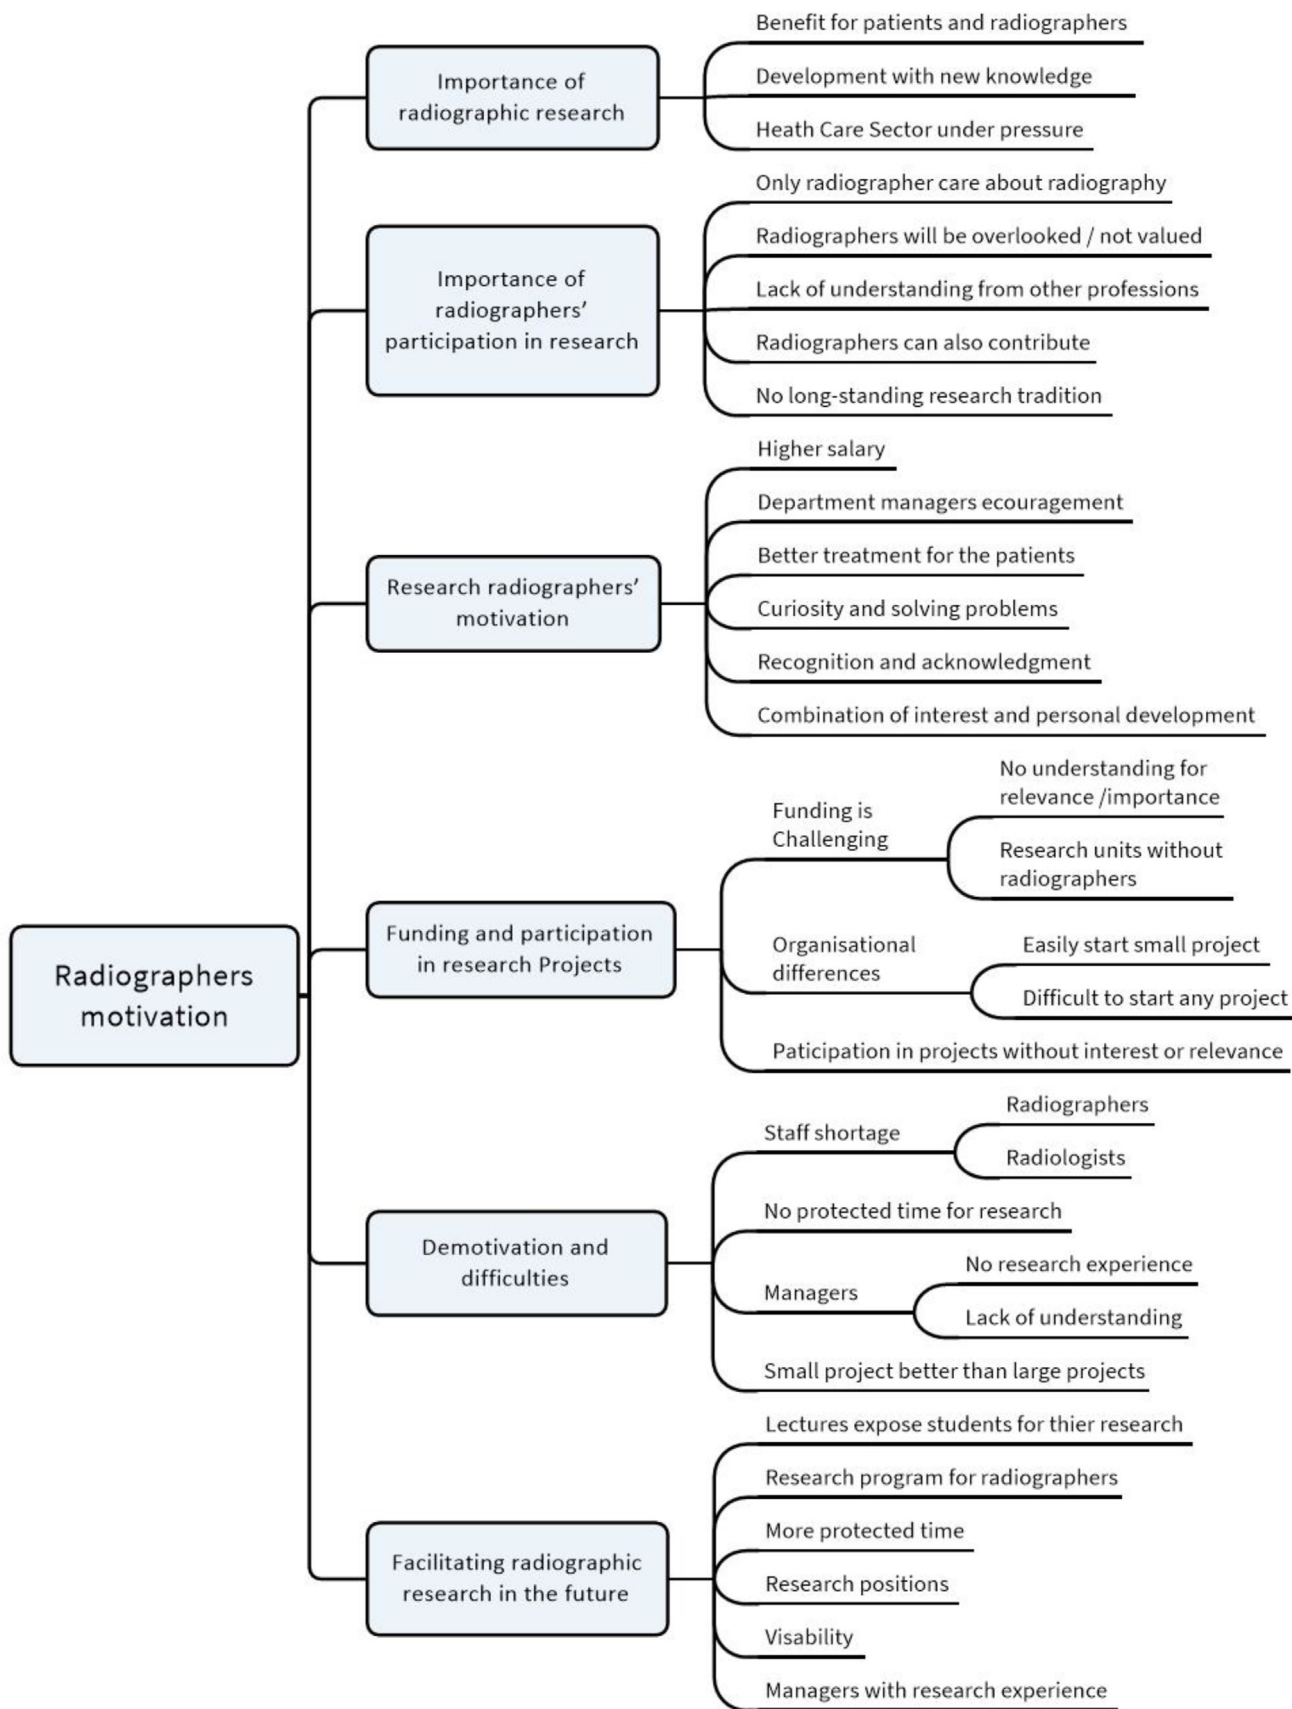 Radiographers
motivation
Importance of
radiographic research
Benefit for patients and radiographers
Development with new knowledge
Heath Care Sector under pressure
Importance of
radiographers’
participation in research
Only radiographer care about radiography
Radiographers will be overlooked / not valued
Lack of understanding from other professions
Radiographers can also contribute
No long-standing research tradition
Research radiographers’
motivation
Higher salary
Department managers ecouragement
Better treatment for the patients
Curiosity and solving problems
Recognition and acknowledgment
Combination of interest and personal development
Funding and participation
in research Projects
Funding is
Challenging
No understanding for
relevance /importance
Research units without
radiographers
Organisational
differences
Easily start small project
Difficult to start any project
Paticipation in projects without interest or relevance
Demotivation and
difficulties
Staff shortage
Radiographers
Radiologists
No protected time for research
Managers
No research experience
Lack of understanding
Small project better than large projects
Facilitating radiographic
research in the future
Lectures expose students for thier research
Research program for radiographers
More protected time
Research positions
Visability
Managers with research experience